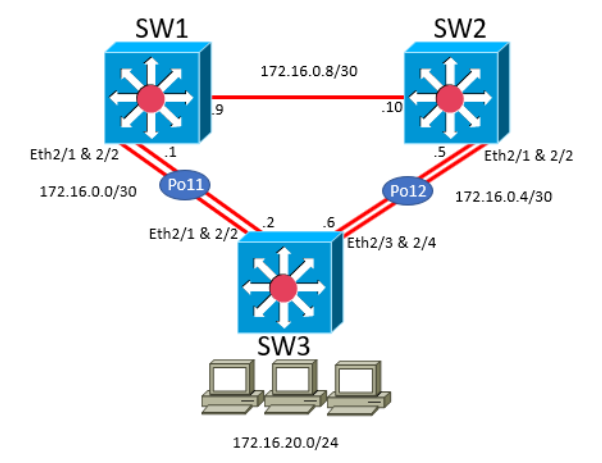 SW1
SW2
172.16.0.8/30
.9
.10
Eth2/1 & 2/2
.1
.5
Eth2/1 & 2/2
Po11
Po12
172.16.0.0/30
172.16.0.4/30
Eth2/1 & 2/2
.2
.6
Eth2/3 & 2/4
SW3
172.16.20.0/24